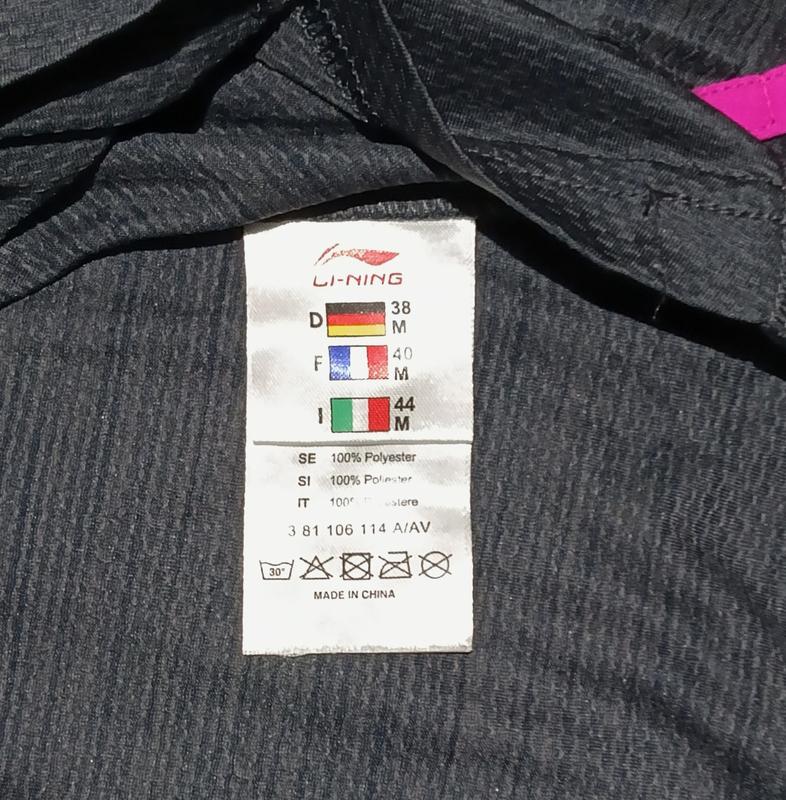 LI-NING
D 38 M
F 40 M
I 44 M
SE 100% Polyester
SI 100% Poliester
IT 100%
3 81 106 114 A/AV
30°
MADE IN CHINA